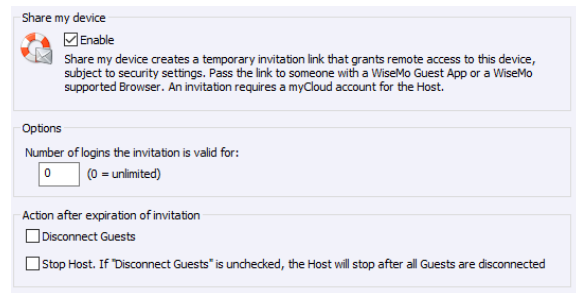 Share my device
Enable
Share my device creates a temporary invitation link that grants remote access to this device,
subject to security settings. Pass the link to someone with a WiseMo Guest App or a WiseMo
supported Browser. An invitation requires a myCloud account for the Host.
Options
Number of logins the invitation is valid for:
0 (0 = unlimited)
Action after expiration of invitation
Disconnect Guests
Stop Host. If "Disconnect Guests" is unchecked, the Host will stop after all Guests are disconnected